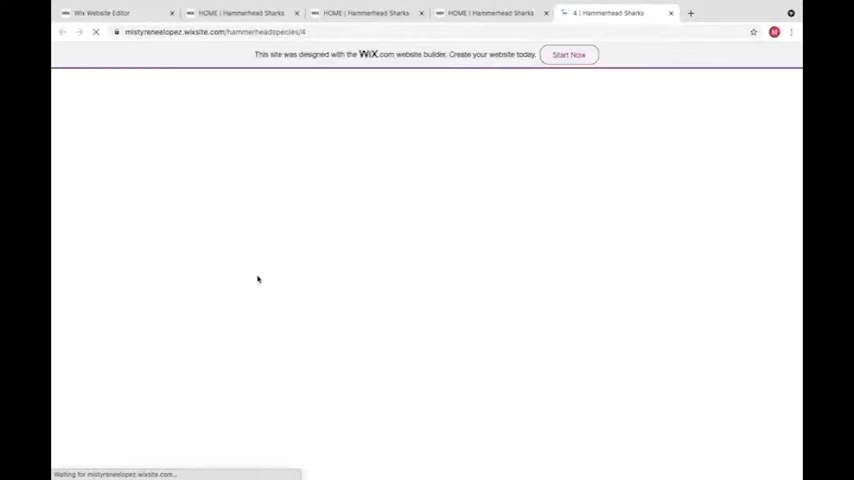 Wix Website Editor
HOME | Hammerhead Sharks
HOME | Hammerhead Sharks
HOME | Hammerhead Sharks
4 | Hammerhead Sharks
mistyreneelopez.wixsite.com/hammerheadspecies/4
M
This site was designed with the WiX.com website builder. Create your website today. Start Now
Waiting for mistyreneelopez.wixsite.com...